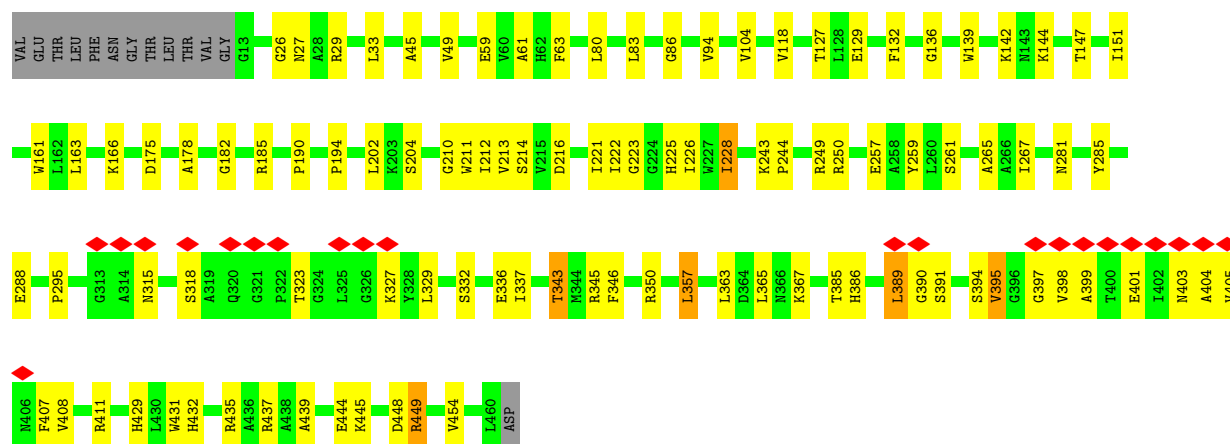 VAL GLU THR LEU PHE ASN GLY THR LEU THR VAL GLY G13 G26 N27 A28 R29 L33 A45 V49 E59 V60 A61 H62 F63 L80 L83 G86 V94 V104 V118 T127 L128 E129 F132 G136 W139 K142 N143 K144 T147 I151
W161 L162 L163 K166 D175 A178 G182 R185 P190 P194 L202 K203 S204 G210 W211 I212 V213 S214 V215 D216 I221 I222 G223 G224 H225 I226 W227 I228 K243 P244 R249 R250 E257 A258 Y259 L260 S261 A265 A266 I267 N281 Y285
E288 P295 G313 A314 N315 S318 A319 Q320 G321 P322 T323 G324 L325 G326 K327 Y328 L329 S332 E336 I337 T343 M344 R345 F346 R350 L357 L363 D364 L365 N366 K367 T385 H386 L389 G390 S391 S394 V395 G396 G397 V398 A399 T400 E401 I402 N403 A404
N406 F407 V408 R411 H429 L430 W431 H432 R435 A436 R437 A438 A439 E444 K445 D448 R449 V454 L460 ASP